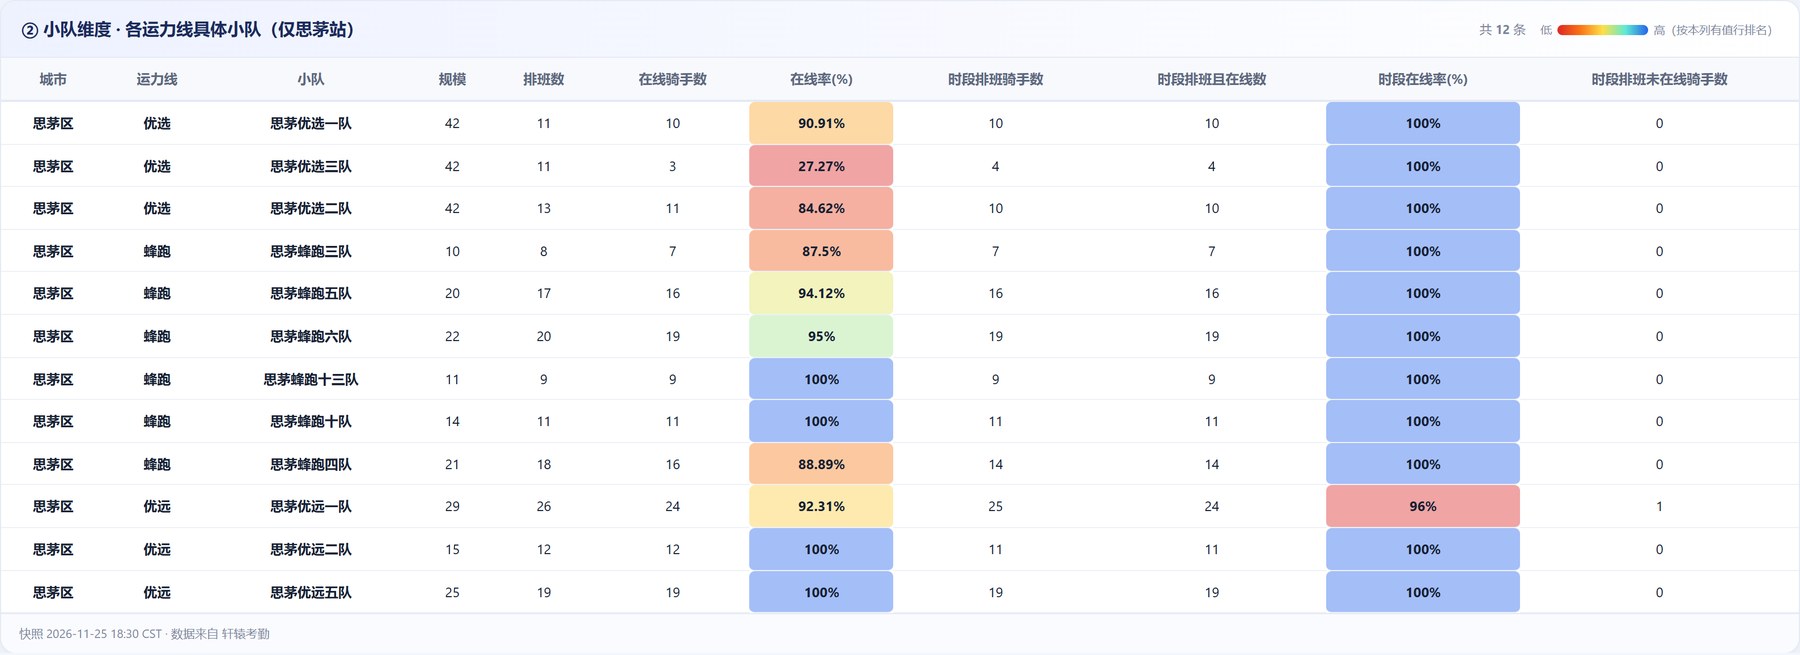 ② 小队维度 · 各运力线具体小队（仅思茅站）
共 12 条 低 高 (按本列有值行排名)
城市 运力线 小队 规模 排班数 在线骑手数 在线率(%) 时段排班骑手数 时段排班且在线数 时段在线率(%) 时段排班未在线骑手数
思茅区 优选 思茅优选一队 42 11 10 90.91% 10 10 100% 0
思茅区 优选 思茅优选三队 42 11 3 27.27% 4 4 100% 0
思茅区 优选 思茅优选二队 42 13 11 84.62% 10 10 100% 0
思茅区 蜂跑 思茅蜂跑三队 10 8 7 87.5% 7 7 100% 0
思茅区 蜂跑 思茅蜂跑五队 20 17 16 94.12% 16 16 100% 0
思茅区 蜂跑 思茅蜂跑六队 22 20 19 95% 19 19 100% 0
思茅区 蜂跑 思茅蜂跑十三队 11 9 9 100% 9 9 100% 0
思茅区 蜂跑 思茅蜂跑十队 14 11 11 100% 11 11 100% 0
思茅区 蜂跑 思茅蜂跑四队 21 18 16 88.89% 14 14 100% 0
思茅区 优远 思茅优远一队 29 26 24 92.31% 25 24 96% 1
思茅区 优远 思茅优远二队 15 12 12 100% 11 11 100% 0
思茅区 优远 思茅优远五队 25 19 19 100% 19 19 100% 0
快照 2026-11-25 18:30 CST · 数据来自 轩辕考勤